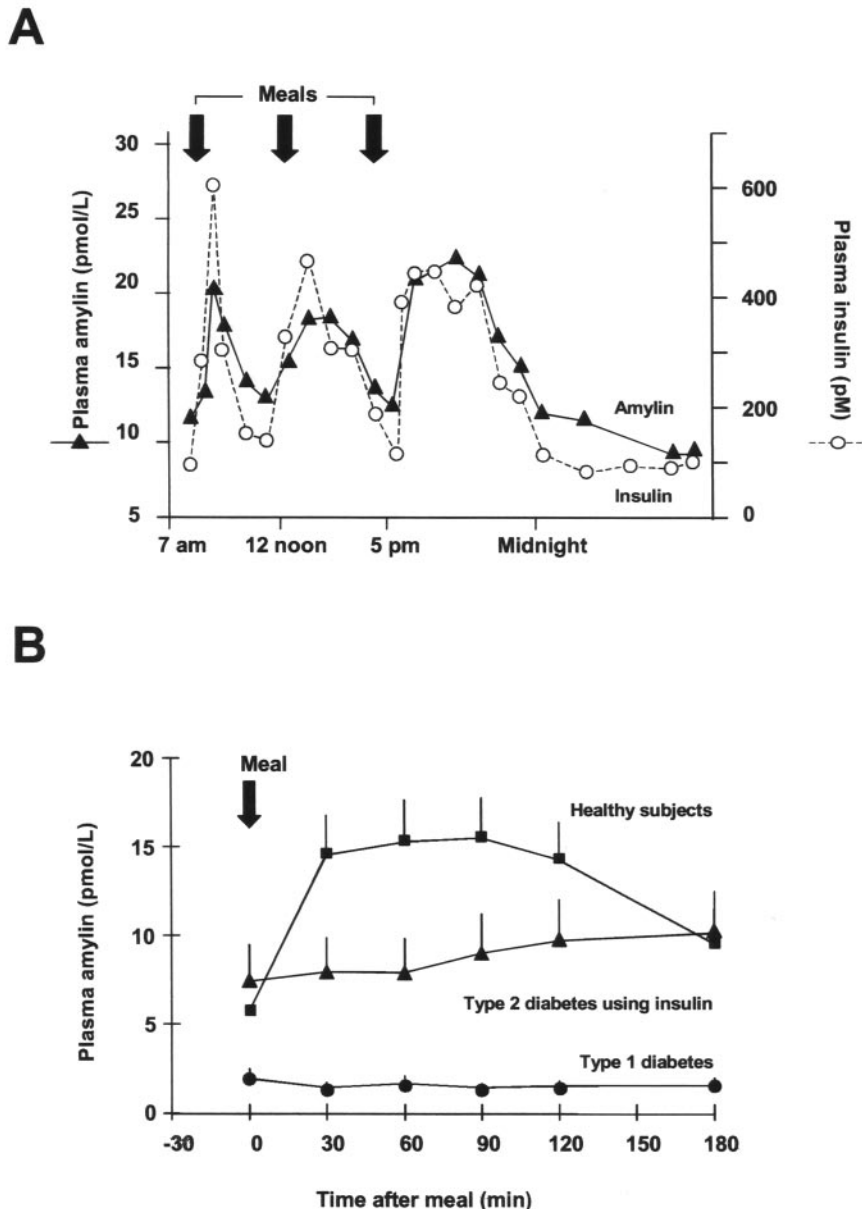 A
Meals
Plasma amylin (pmol/L)
30
25
20
15
10
5
600
400
200
0
Plasma insulin (pM)
Amylin
Insulin
7 am 12 noon 5 pm Midnight
B
Plasma amylin (pmol/L)
20
15
10
5
0
Meal
Healthy subjects
Type 2 diabetes using insulin
Type 1 diabetes
-30 0 30 60 90 120 180
Time after meal (min)